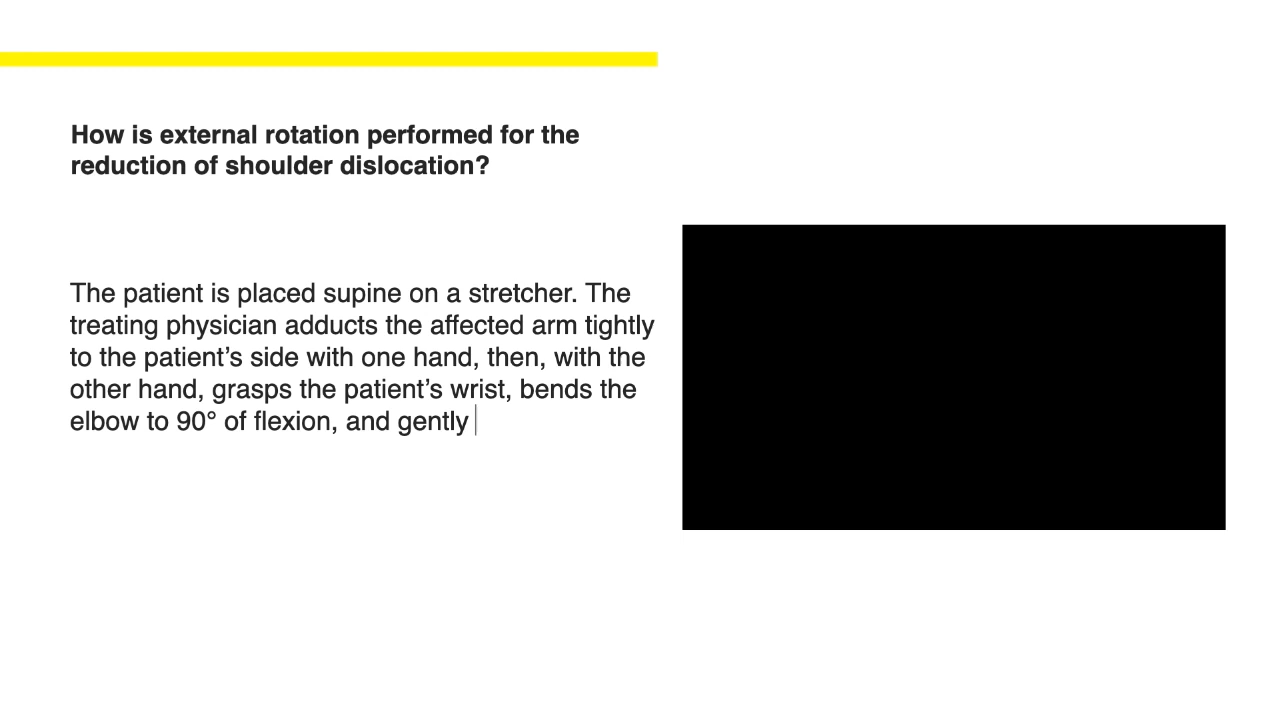 How is external rotation performed for the
reduction of shoulder dislocation?
The patient is placed supine on a stretcher. The
treating physician adducts the affected arm tightly
to the patient’s side with one hand, then, with the
other hand, grasps the patient’s wrist, bends the
elbow to 90° of flexion, and gently